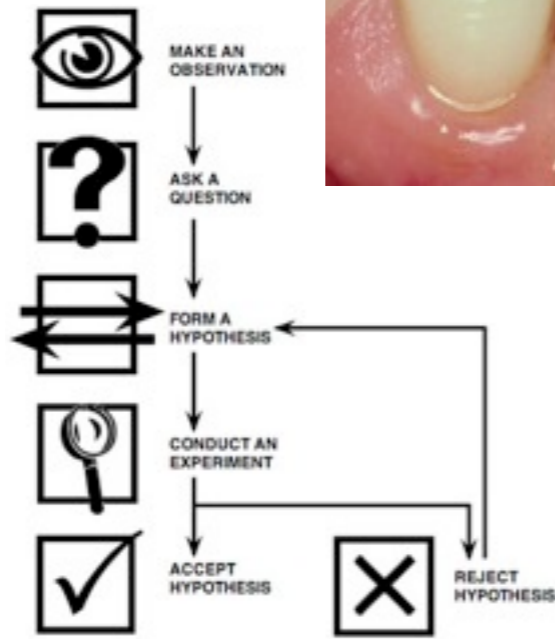 MAKE AN
OBSERVATION
ASK A
QUESTION
FORM A
HYPOTHESIS
CONDUCT AN
EXPERIMENT
ACCEPT
HYPOTHESIS
REJECT
HYPOTHESIS